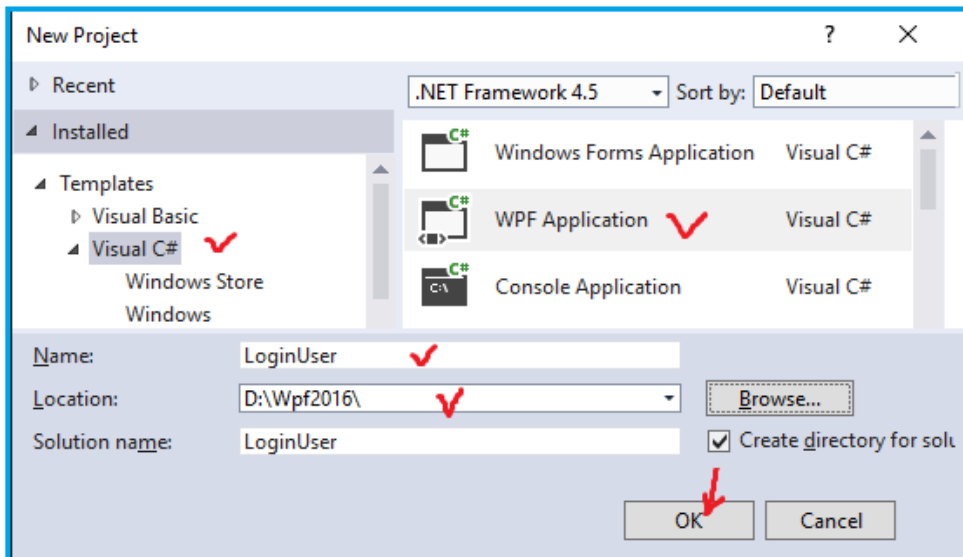 New Project ?
Recent
Installed
.NET Framework 4.5 Sort by: Default
Templates
Visual Basic
Visual C#
Windows Store
Windows
C# Windows Forms Application Visual C#
C# WPF Application Visual C#
C# C:\ Console Application Visual C#
Name: LoginUser
Location: D:\Wpf2016\ Browse...
Solution name: LoginUser Create directory for solu
OK Cancel